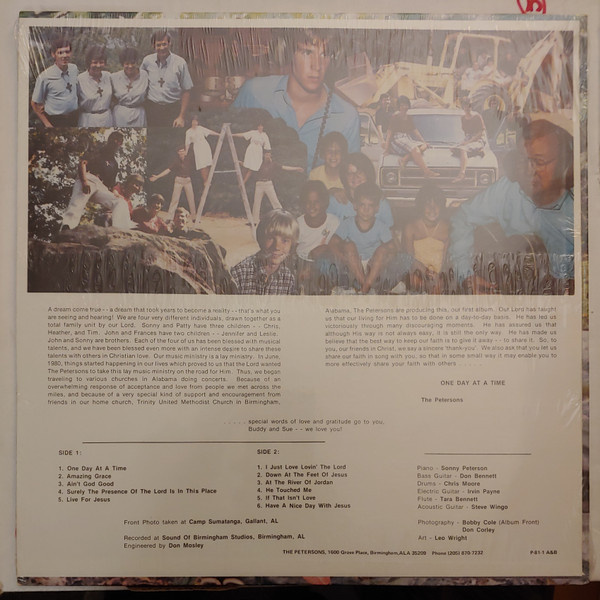 A dream come true - - a dream that took years to become a reality - - that's what you
are seeing and hearing! We are four very different individuals, drawn together as a
total family unit by our Lord. Sonny and Patty have three children - - Chris,
Heather, and Tim. John and Frances have two children - - Jennifer and Leslie.
John and Sonny are brothers. Each of the four of us has been blessed with musical
talents, and we have been blessed even more with an intense desire to share these
talents with others in Christian love. Our music ministry is a lay ministry. In June,
1980, things started happening in our lives which proved to us that the Lord wanted
The Petersons to take this lay music ministry on the road for Him. Thus, we began
traveling to various churches in Alabama doing concerts. Because of an
overwhelming response of acceptance and love from people we met across the
miles, and because of a very special kind of support and encouragement from
friends in our home church, Trinity United Methodist Church in Birmingham,
Alabama, The Petersons are producing this, our first album. Our Lord has taught
us that our living for Him has to be done on a day-to-day basis. He has led us
victoriously through many discouraging moments. He has assured us that
although His way is not always easy, it is still the only way. He has made us
believe that the best way to keep our faith is to give it away - - to share it. So, to
you, our friends in Christ, we say a sincere 'thank-you'. We also ask that you let us
share our faith in song with you, so that in some small way it may enable you to
more effectively share your faith with others . . . . .
ONE DAY AT A TIME
The Petersons
. . . . . special words of love and gratitude go to you,
Buddy and Sue - - we love you!
SIDE 1:
1. One Day At A Time
2. Amazing Grace
3. Ain't God Good
4. Surely The Presence Of The Lord Is In This Place
5. Live For Jesus
SIDE 2:
1. I Just Love Lovin' The Lord
2. Down At The Feet Of Jesus
3. At The River Of Jordan
4. He Touched Me
5. If That Isn't Love
6. Have A Nice Day With Jesus
Piano - Sonny Peterson
Bass Guitar - Don Bennett
Drums - Chris Moore
Electric Guitar - Irvin Payne
Flute - Tara Bennett
Acoustic Guitar - Steve Wingo
Front Photo taken at Camp Sumatanga, Gallant, AL
Recorded at Sound Of Birmingham Studios, Birmingham, AL
Engineered by Don Mosley
Photography - Bobby Cole (Album Front)
Don Corley
Art - Leo Wright
THE PETERSONS, 1600 Grove Place, Birmingham, ALA 35209 Phone (205) 870-7232
P-81-1 A&B